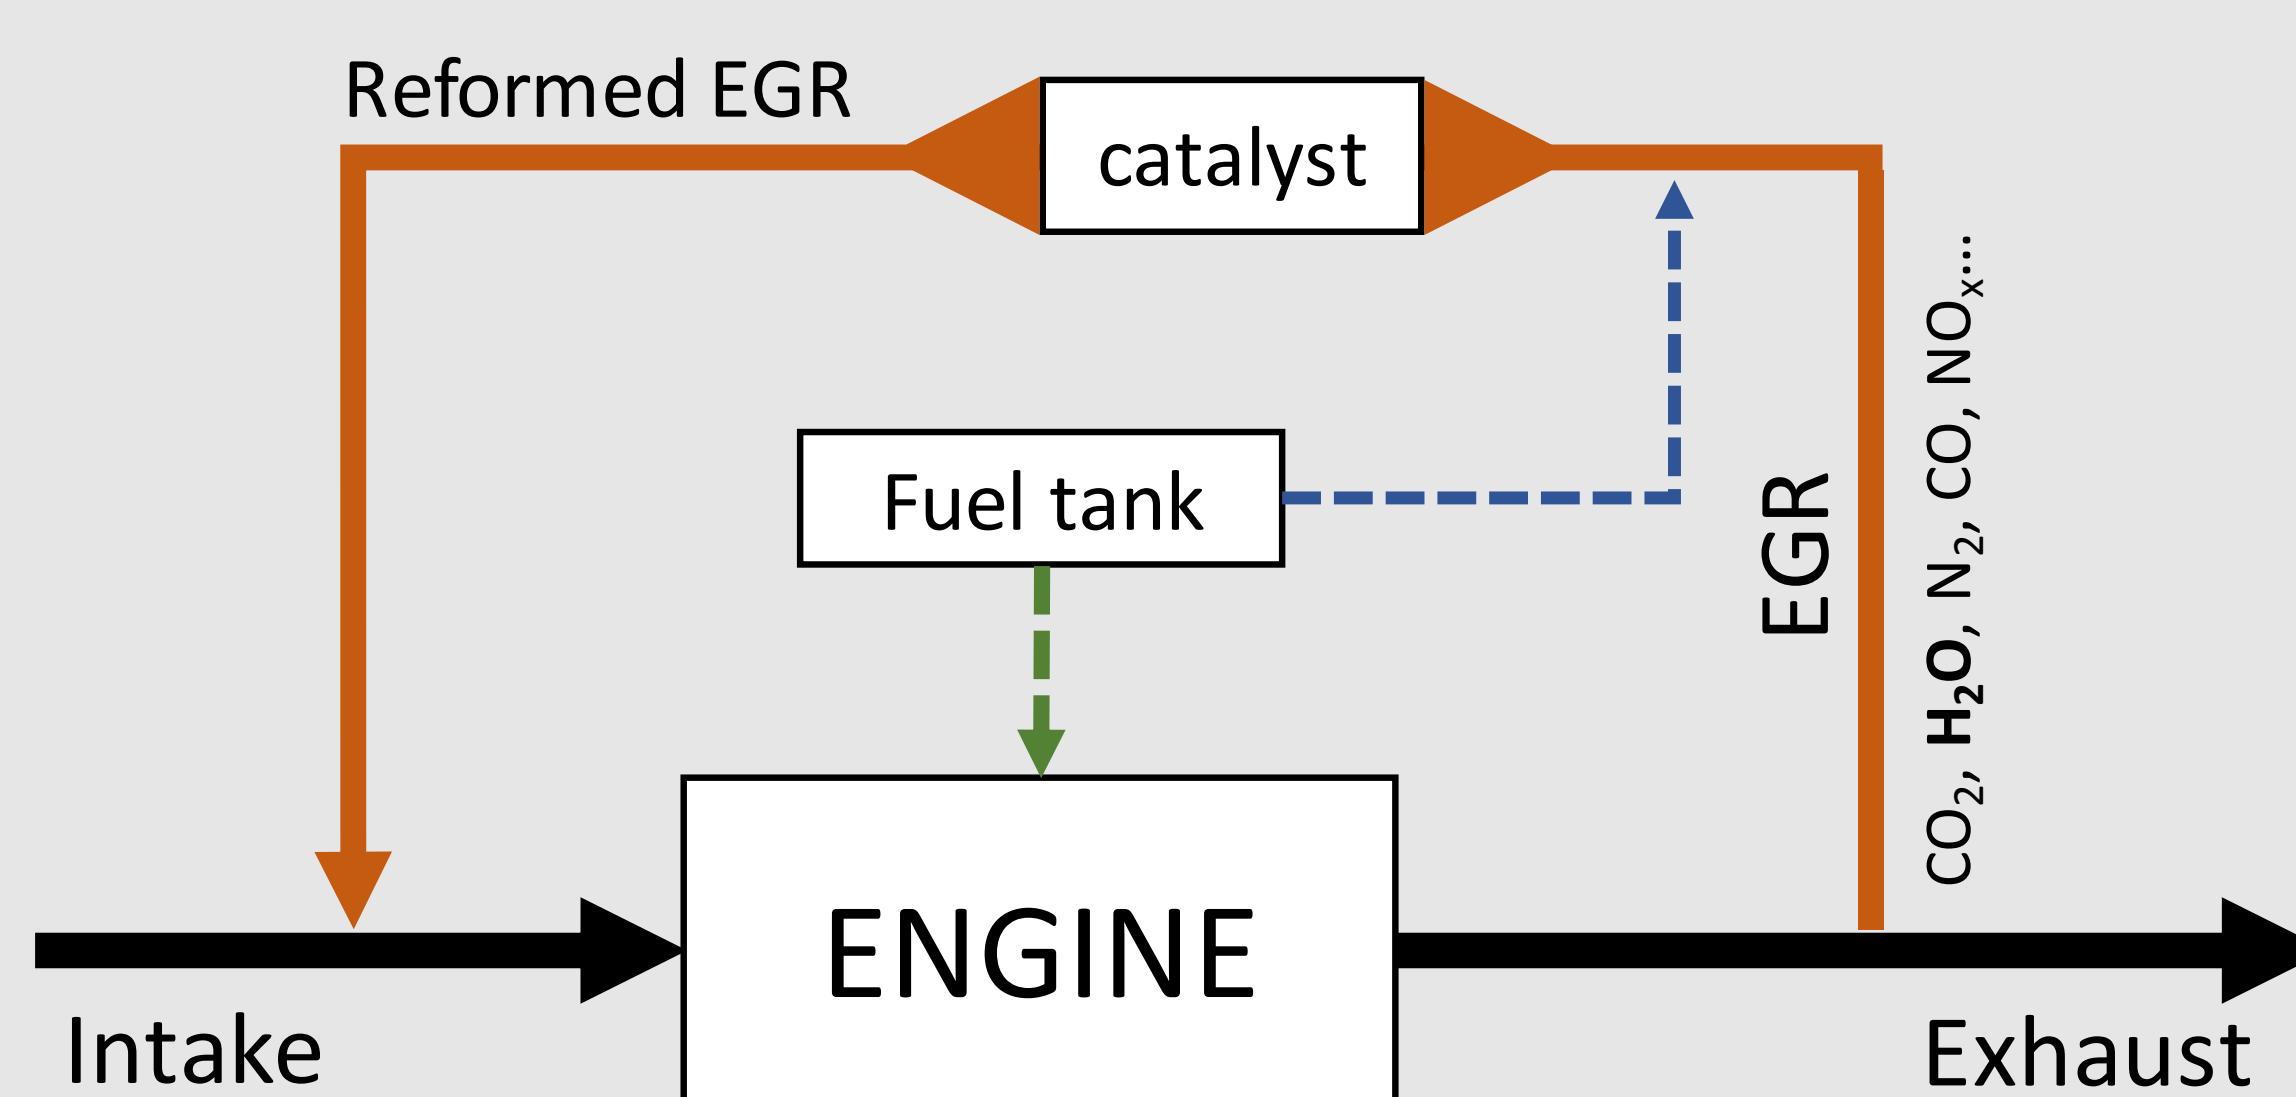 Reformed EGR
catalyst
Fuel tank
EGR
CO₂, H₂O, N₂, CO, NOₓ...
ENGINE
Intake
Exhaust